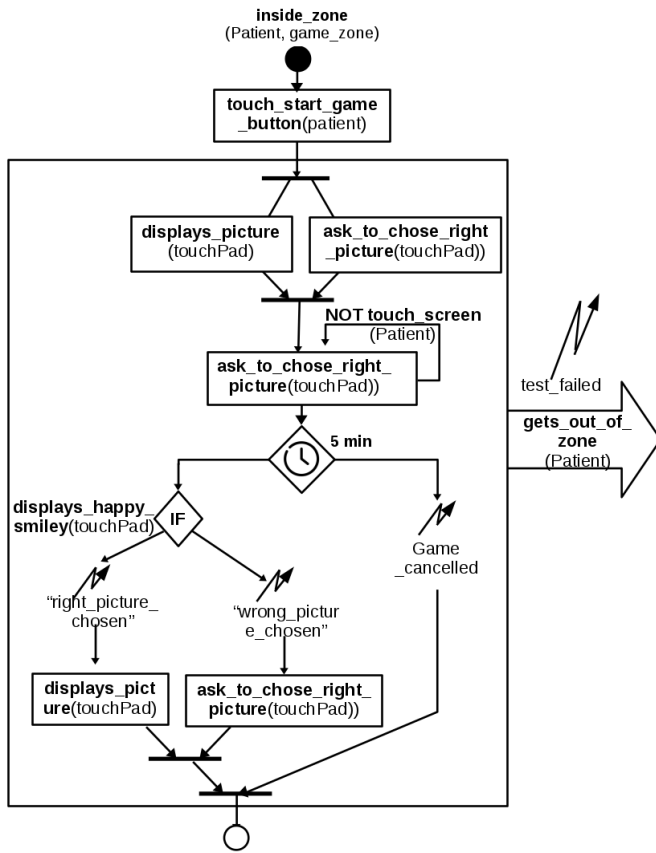 inside_zone
(Patient, game_zone)
touch_start_game
_button(patient)
displays_picture
(touchPad)
ask_to_chose_right
_picture(touchPad))
NOT touch_screen
(Patient)
ask_to_chose_right_
picture(touchPad))
test_failed
gets_out_of_
zone
(Patient)
5 min
displays_happy_
smiley(touchPad)
IF
Game
_cancelled
“right_picture_
chosen”
“wrong_pictur
e_chosen”
displays_pict
ure(touchPad)
ask_to_chose_right_
picture(touchPad))